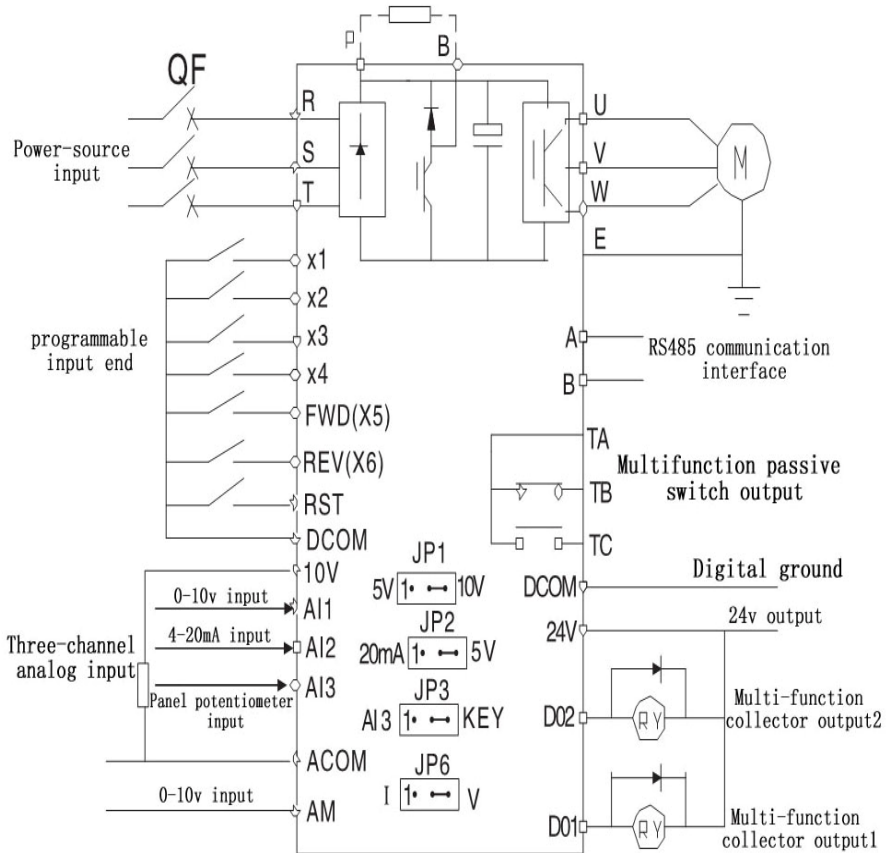 P
B
QF
R
S
T
Power-source
input
U
V
W
M
E
x1
x2
x3
x4
FWD(X5)
REV(X6)
RST
DCOM
programmable
input end
A
B
RS485 communication
interface
TA
TB
TC
Multifunction passive
switch output
10V
0-10v input
AI1
4-20mA input
AI2
AI3
Three-channel
analog input
Panel potentiometer
input
ACOM
0-10v input
AM
JP1
5V 1 10V
JP2
20mA 1 5V
JP3
AI3 1 KEY
JP6
I 1 V
DCOM
Digital ground
24V
24v output
D02
RY
Multi-function
collector output2
D01
RY
Multi-function
collector output1